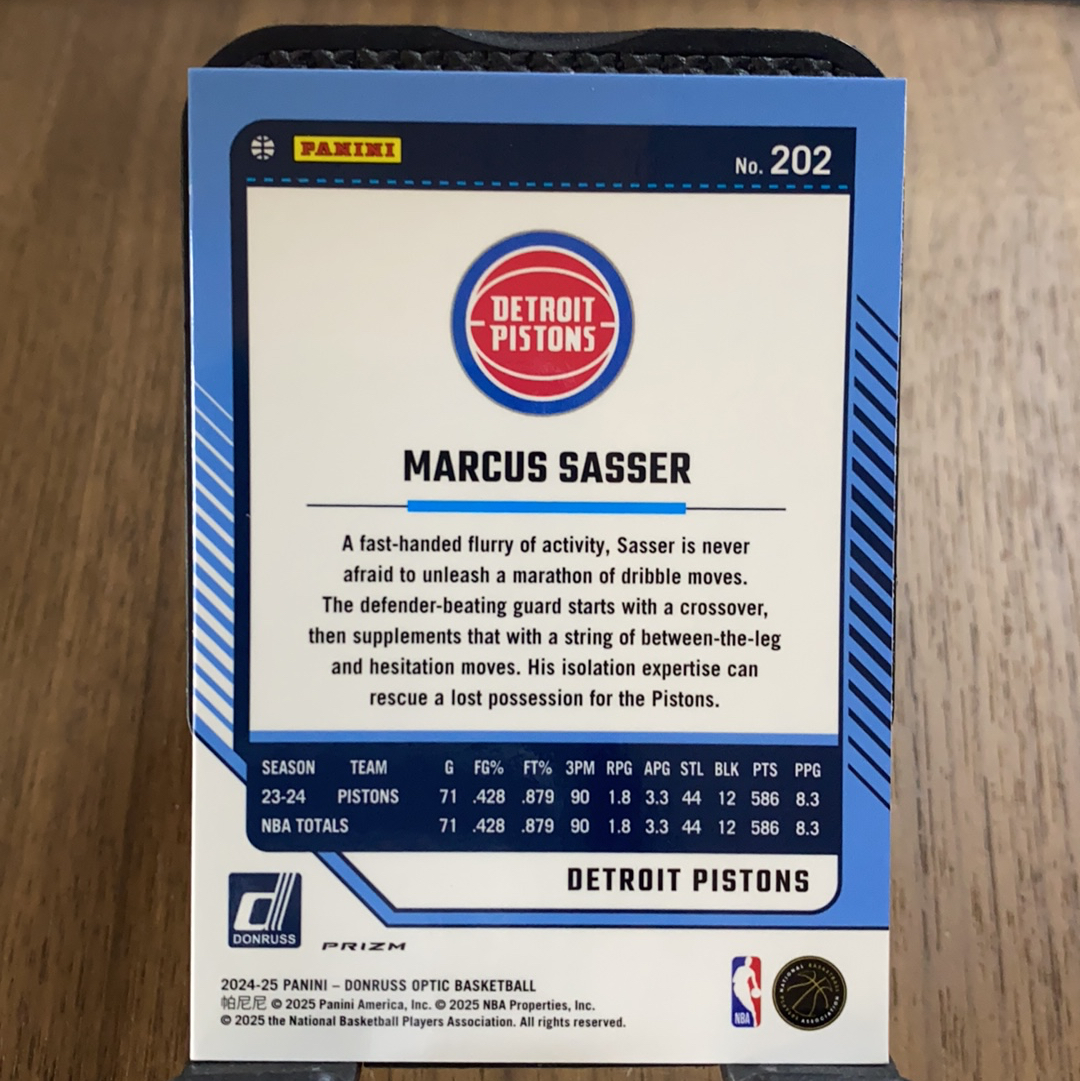 PANINI
No. 202
DETROIT
PISTONS
MARCUS SASSER
A fast-handed flurry of activity, Sasser is never
afraid to unleash a marathon of dribble moves.
The defender-beating guard starts with a crossover,
then supplements that with a string of between-the-leg
and hesitation moves. His isolation expertise can
rescue a lost possession for the Pistons.
SEASON TEAM G FG% FT% 3PM RPG APG STL BLK PTS PPG
23-24 PISTONS 71 .428 .879 90 1.8 3.3 44 12 586 8.3
NBA TOTALS 71 .428 .879 90 1.8 3.3 44 12 586 8.3
DETROIT PISTONS
DONRUSS
PRIZM
2024-25 PANINI – DONRUSS OPTIC BASKETBALL
帕尼尼 © 2025 Panini America, Inc. © 2025 NBA Properties, Inc.
© 2025 the National Basketball Players Association. All rights reserved.
NBA
NATIONAL BASKETBALL
PLAYERS ASSOCIATION